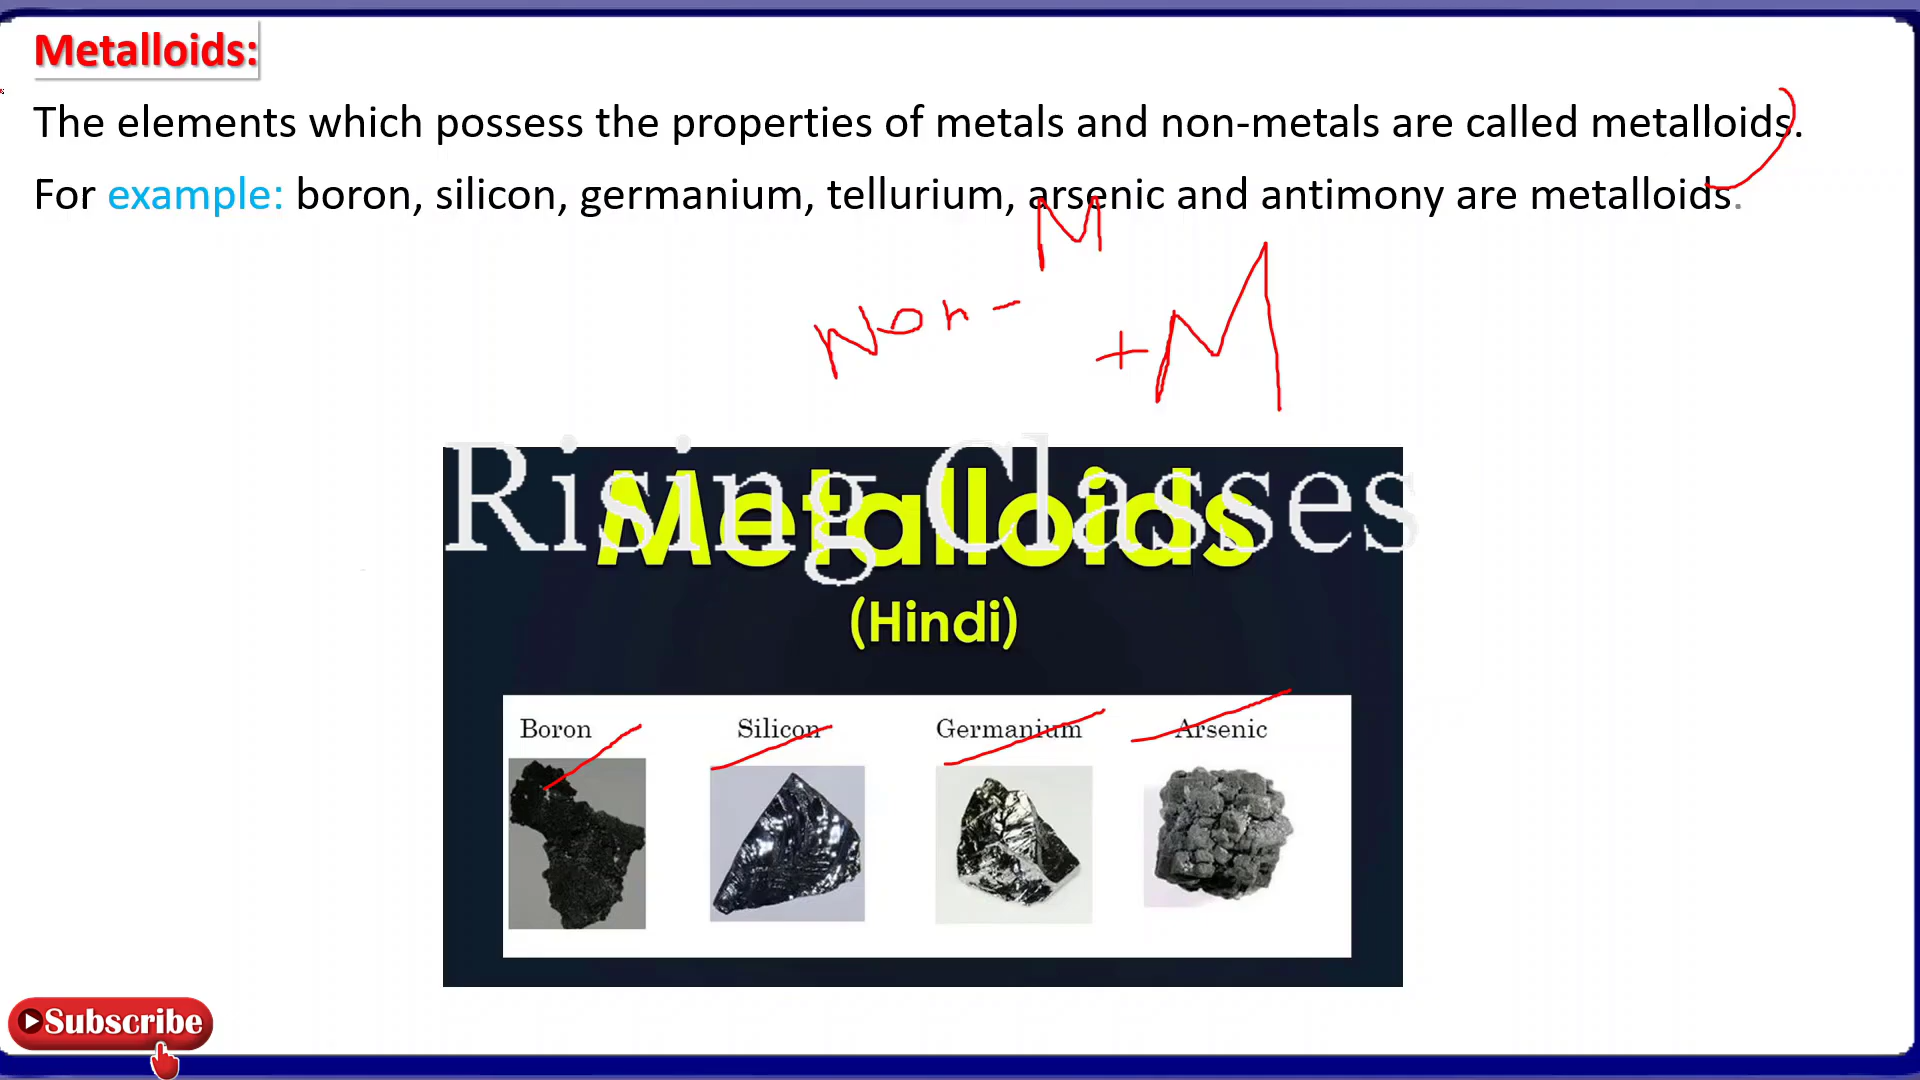 Metalloids:
The elements which possess the properties of metals and non-metals are called metalloids.
For example: boron, silicon, germanium, tellurium, arsenic and antimony are metalloids.
Non - M
+ M
Rising Classes
Metalloids
(Hindi)
Boron Silicon Germanium Arsenic
Subscribe